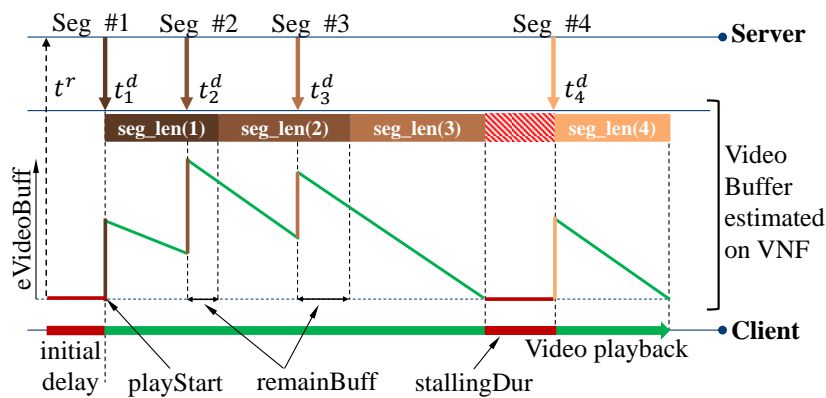 Seg #1
Seg #2
Seg #3
Seg #4
Server
t^r
t_1^d
t_2^d
t_3^d
t_4^d
seg_len(1)
seg_len(2)
seg_len(3)
seg_len(4)
eVideoBuff
Video
Buffer
estimated
on VNF
Client
initial
delay
playStart
remainBuff
stallingDur
Video playback